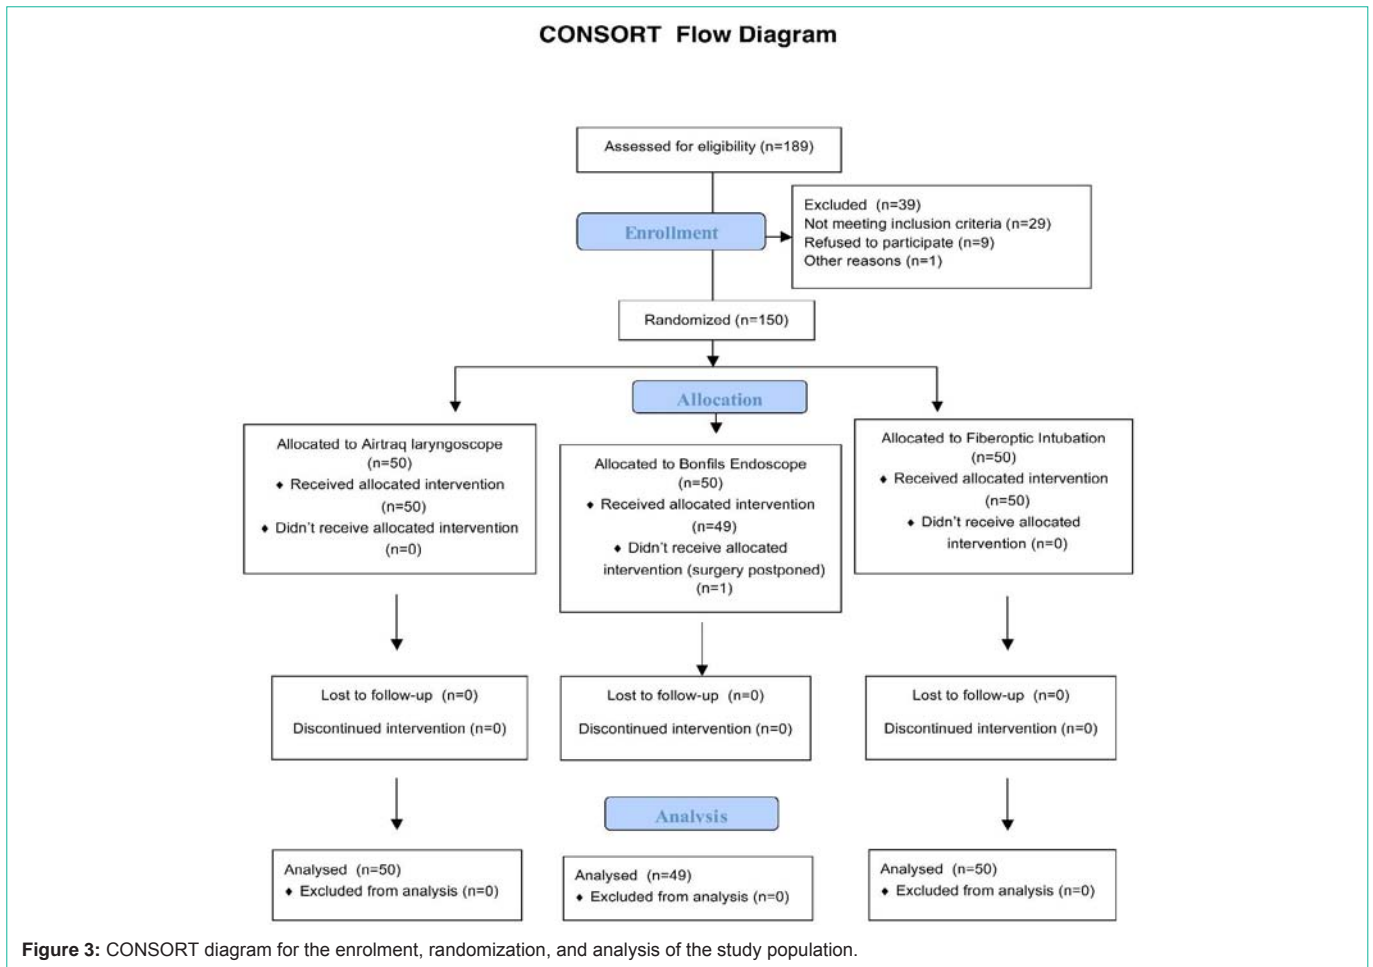 CONSORT Flow Diagram
Assessed for eligibility (n=189)
Enrollment
Excluded (n=39)
Not meeting inclusion criteria (n=29)
Refused to participate (n=9)
Other reasons (n=1)
Randomized (n=150)
Allocation
Allocated to Airtraq laryngoscope
(n=50)
♦ Received allocated intervention
(n=50)
♦ Didn't receive allocated intervention
(n=0)
Allocated to Bonfils Endoscope
(n=50)
♦ Received allocated intervention
(n=49)
♦ Didn't receive allocated
intervention (surgery postponed)
(n=1)
Allocated to Fiberoptic Intubation
(n=50)
♦ Received allocated intervention
(n=50)
♦ Didn't receive allocated
intervention (n=0)
Lost to follow-up (n=0)
Discontinued intervention (n=0)
Lost to follow-up (n=0)
Discontinued intervention (n=0)
Lost to follow-up (n=0)
Discontinued intervention (n=0)
Analysis
Analysed (n=50)
♦ Excluded from analysis (n=0)
Analysed (n=49)
♦ Excluded from analysis (n=0)
Analysed (n=50)
♦ Excluded from analysis (n=0)
Figure 3: CONSORT diagram for the enrolment, randomization, and analysis of the study population.